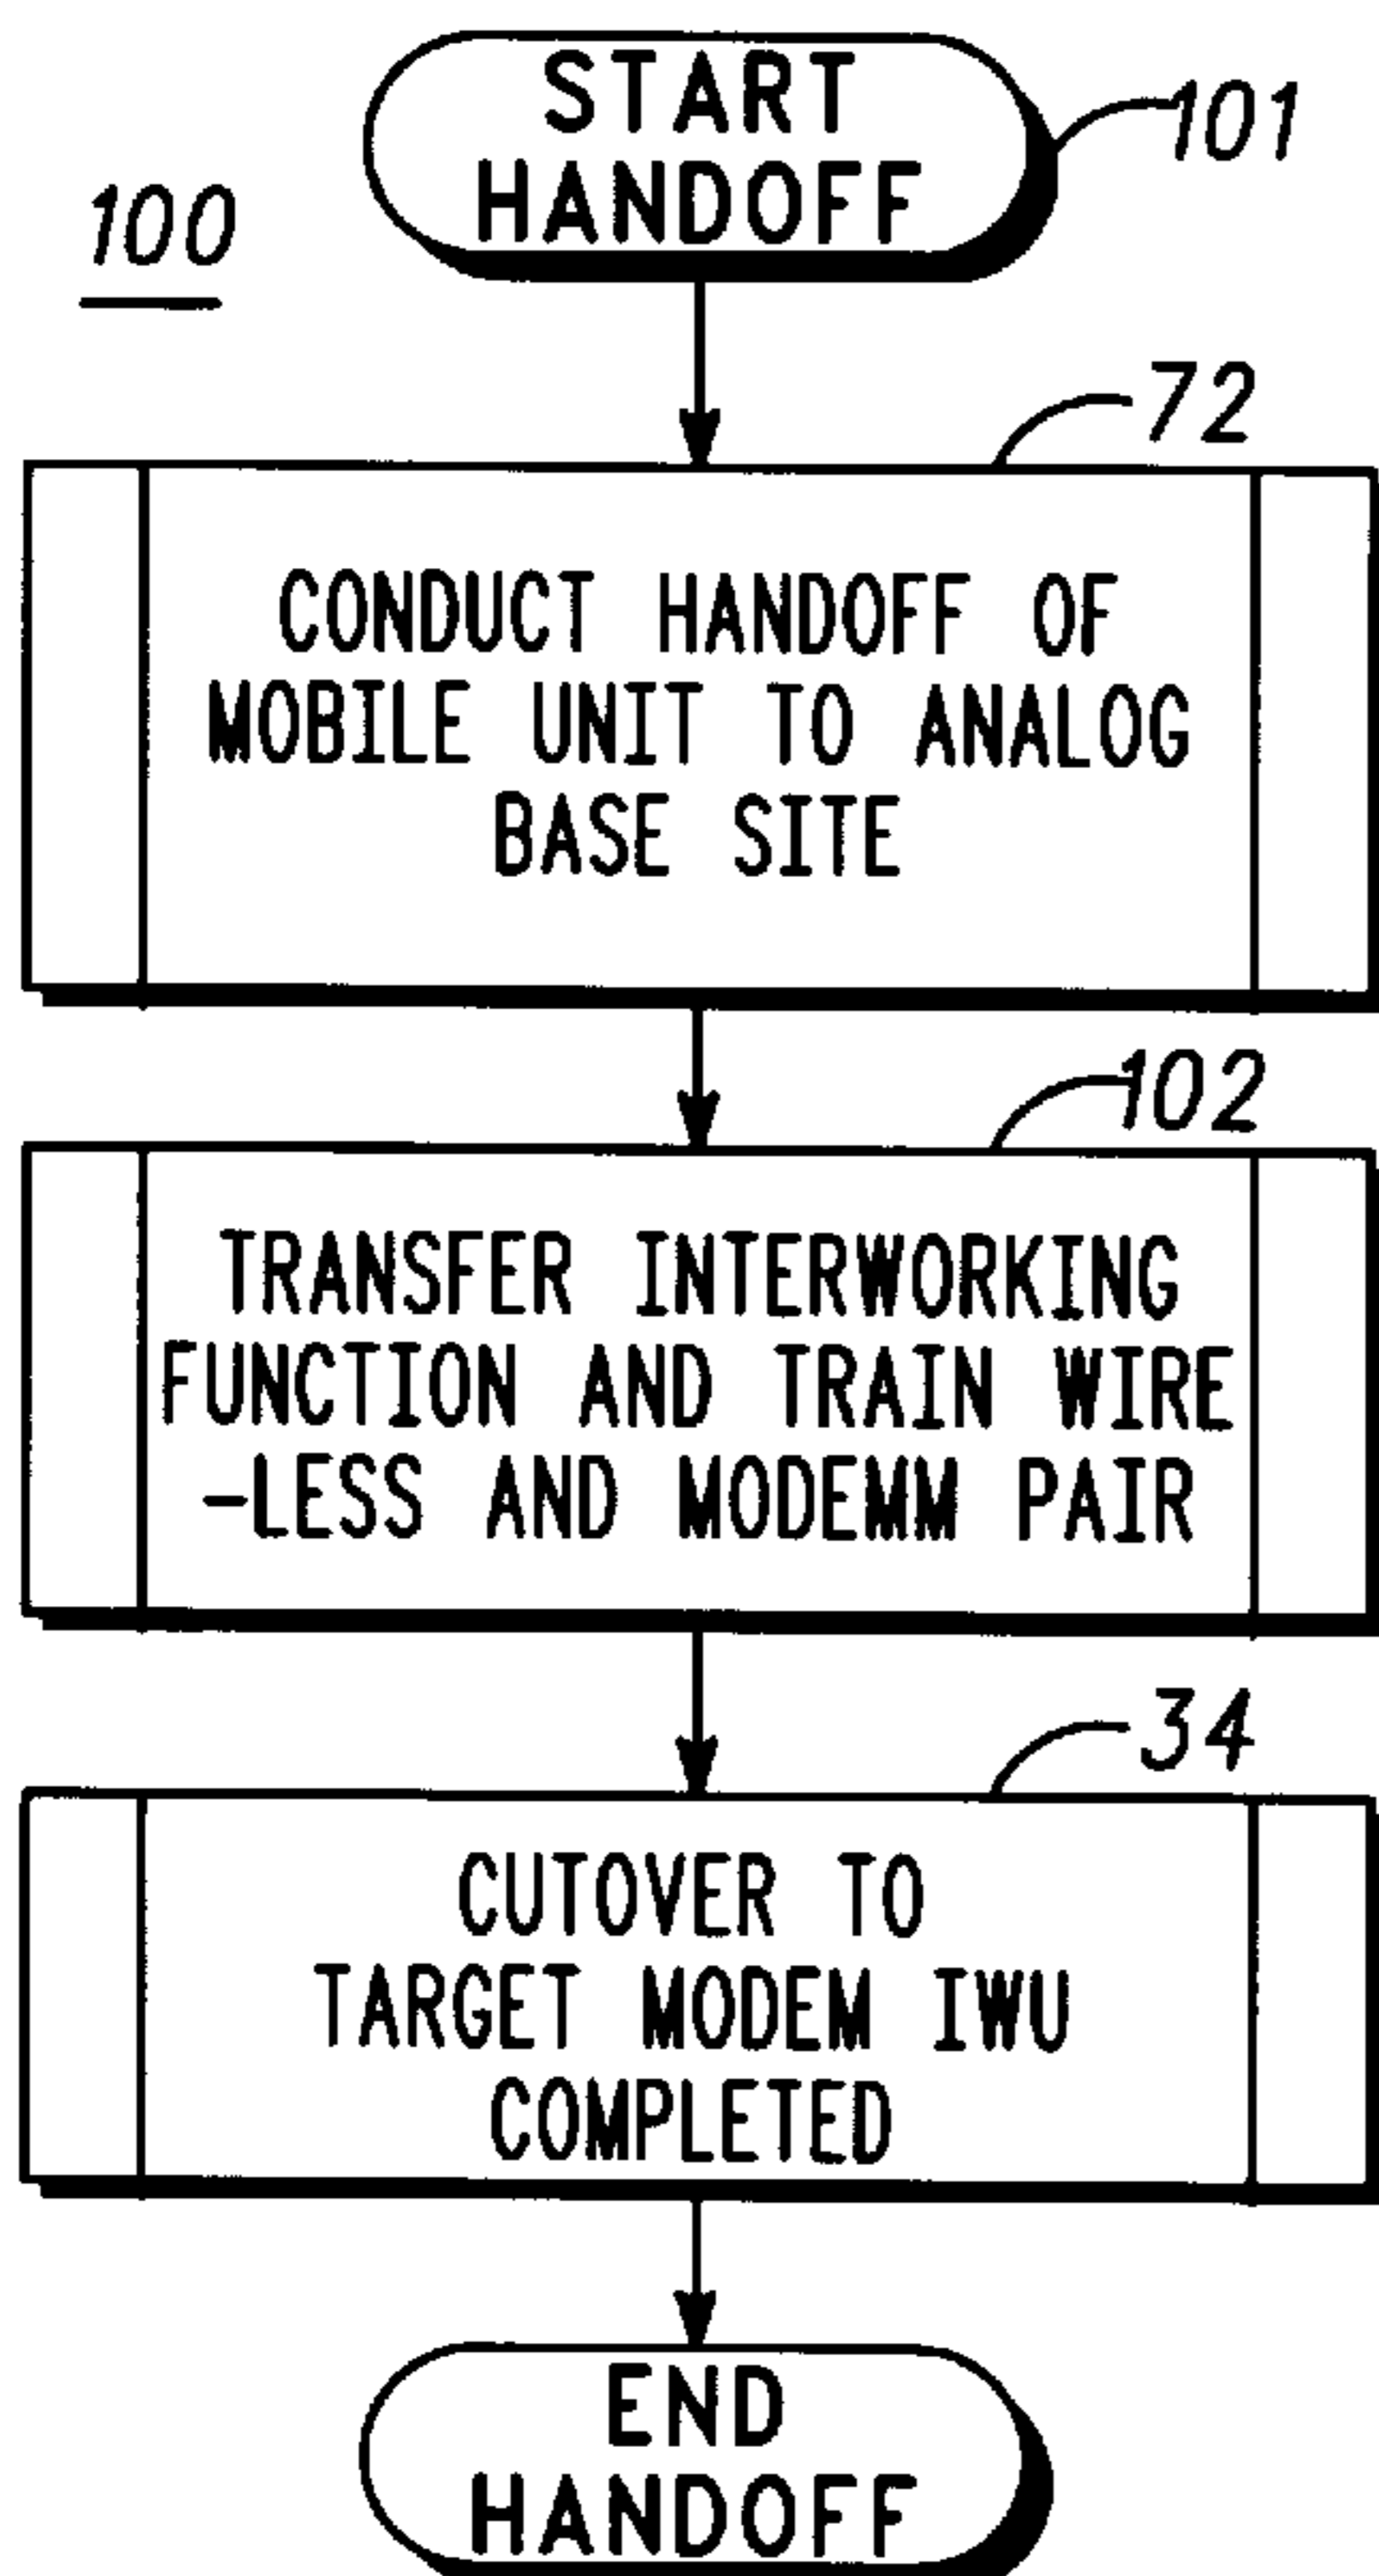 START
HANDOFF
101
100
72
CONDUCT HANDOFF OF
MOBILE UNIT TO ANALOG
BASE SITE
102
TRANSFER INTERWORKING
FUNCTION AND TRAIN WIRE
-LESS AND MODEMM PAIR
34
CUTOVER TO
TARGET MODEM IWU
COMPLETED
END
HANDOFF